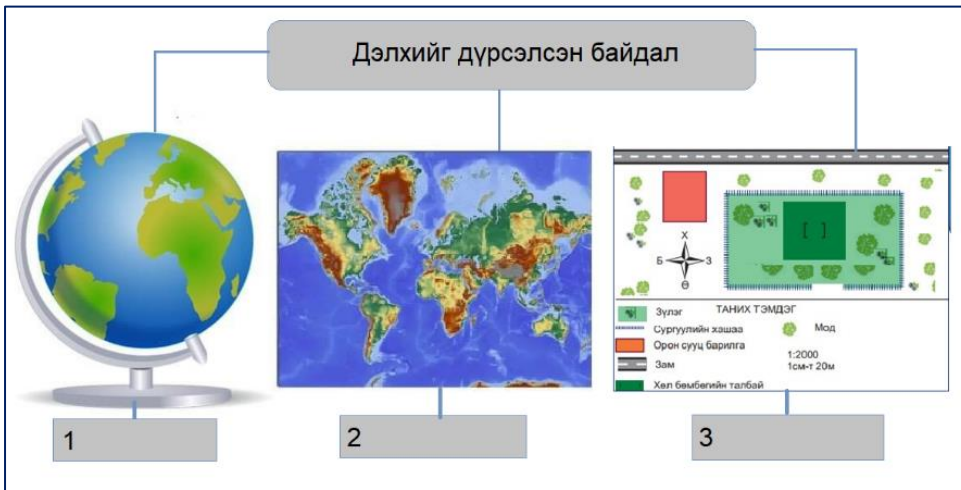 Дэлхийг дүрсэлсэн байдал
Х
Б З
Ө
[ ]
ТАНИХ ТЭМДЭГ
Зүлэг
Мод
Сургуулийн хашаа
Орон сууц барилга
1:2000
Зам
1см-т 20м
Хөл бөмбөгийн талбай
1
2
3